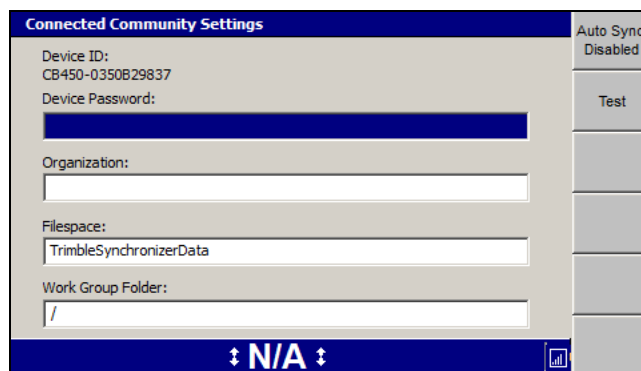 Connected Community Settings
Auto Sync
Disabled
Device ID:
CB450-0350B29837
Device Password:
Test
Organization:
Filespace:
TrimbleSynchronizerData
Work Group Folder:
/
N/A